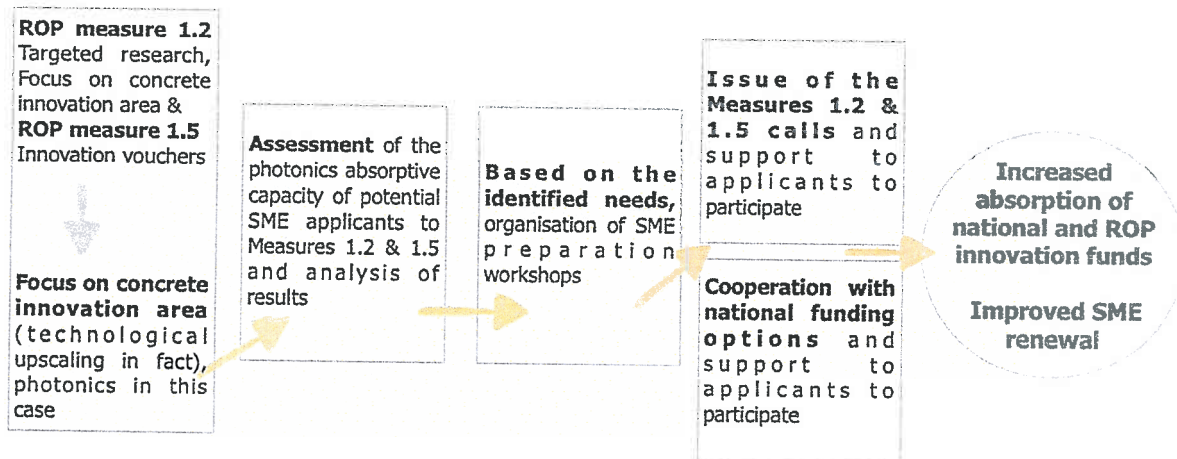 ROP measure 1.2
Targeted research,
Focus on concrete
innovation area &
ROP measure 1.5
Innovation vouchers
Focus on concrete
innovation area
(technological
upscaling in fact),
photonics in this
case
Assessment of the
photonics absorptive
capacity of potential
SME applicants to
Measures 1.2 & 1.5
and analysis of
results
Based on the
identified needs,
organisation of SME
preparation
workshops
Issue of the
Measures 1.2 &
1.5 calls and
support to
applicants to
participate
Cooperation with
national funding
options and
support to
applicants to
participate
Increased
absorption of
national and ROP
innovation funds
Improved SME
renewal